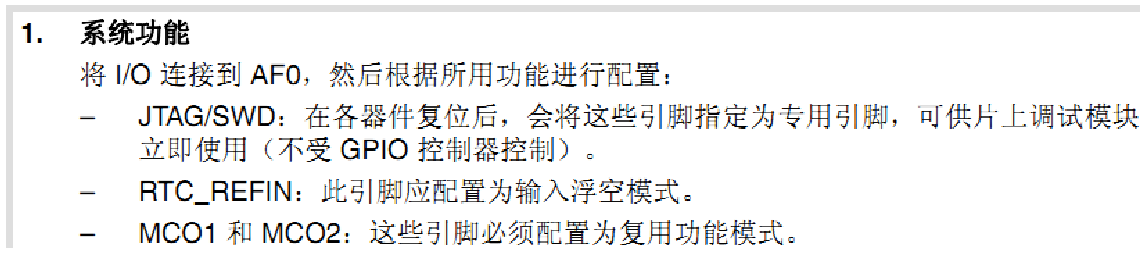 1. 系统功能
将 I/O 连接到 AF0，然后根据所用功能进行配置：
– JTAG/SWD：在各器件复位后，会将这些引脚指定为专用引脚，可供片上调试模块
立即使用（不受 GPIO 控制器控制）。
– RTC_REFIN：此引脚应配置为输入浮空模式。
– MCO1 和 MCO2：这些引脚必须配置为复用功能模式。